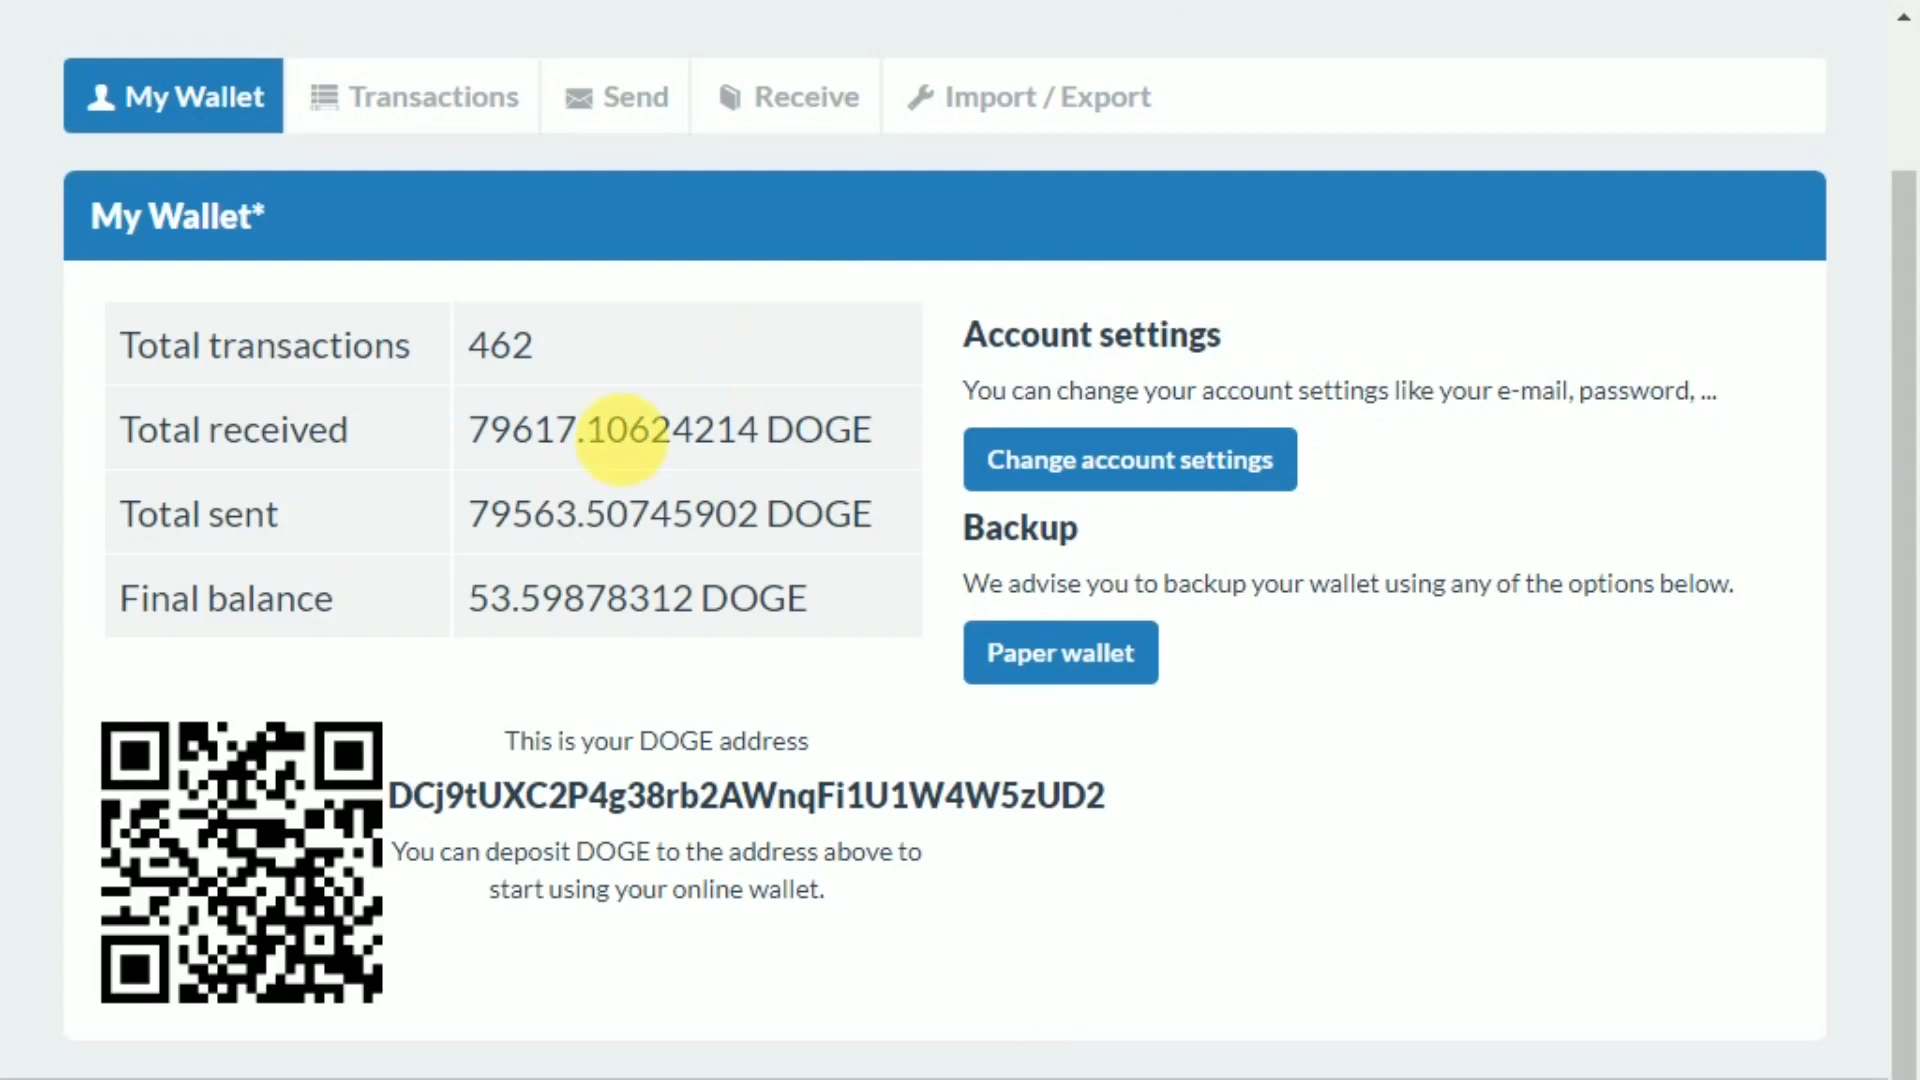 My Wallet Transactions Send Receive Import / Export
My Wallet*
Total transactions 462
Total received 79617.10624214 DOGE
Total sent 79563.50745902 DOGE
Final balance 53.59878312 DOGE
Account settings
You can change your account settings like your e-mail, password, ...
Change account settings
Backup
We advise you to backup your wallet using any of the options below.
Paper wallet
This is your DOGE address
DCj9tUXC2P4g38rb2AWnqFi1U1W4W5zUD2
You can deposit DOGE to the address above to
start using your online wallet.